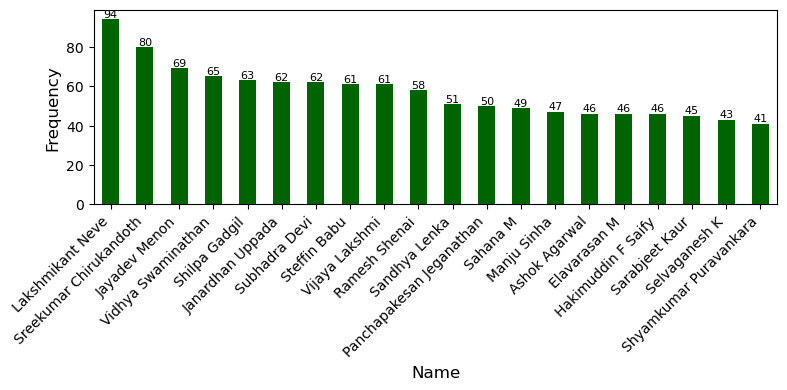 94
80
69
65
63
62
62
61
61
58
51
50
49
47
46
46
46
45
43
41
Frequency
80
60
40
20
0
Lakshmikant Neve
Sreekumar Chirukandoth
Jayadev Menon
Vidhya Swaminathan
Shilpa Gadgil
Janardhan Uppada
Subhadra Devi
Steffin Babu
Vijaya Lakshmi
Ramesh Shenai
Sandhya Lenka
Panchapakesan Jeganathan
Sahana M
Manju Sinha
Ashok Agarwal
Elavarasan M
Hakimuddin F Saify
Sarabjeet Kaur
Selvaganesh K
Shyamkumar Puravankara
Name